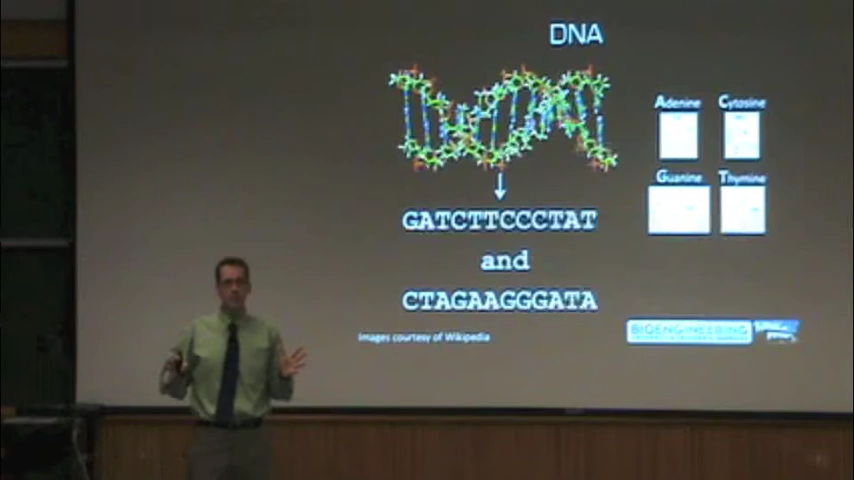 DNA
Adenine
Cytosine
Guanine
Thymine
GATCTTCCCTAT
and
CTAGAAGGGATA
Images courtesy of Wikipedia
BIOENGINEERING